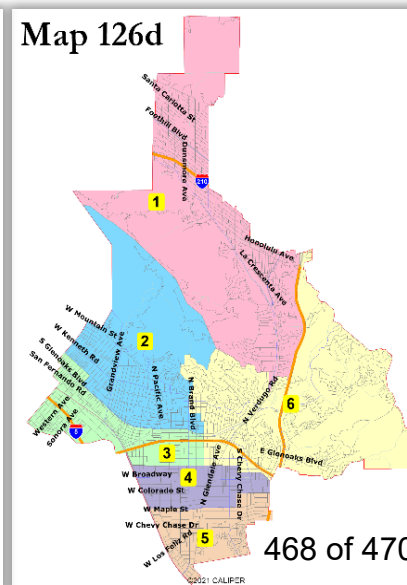 Map 126d
Santa Carlotta St
Foothill Blvd
Dunsmore Ave
210
1
Honolulu Ave
La Crescenta Ave
W Mountain St
W Kenneth Rd
S Glenoaks Blvd
San Fernando Rd
Grandview Ave
2
N Pacific Ave
N Brand Blvd
N Verdugo Rd
6
Western Ave
Sonora Ave
5
3
N Glendale Ave
S Chevy Chase Dr
E Glenoaks Blvd
W Broadway
4
W Colorado St
W Maple St
W Chevy Chase Dr
W Los Feliz Rd
5
468 of 470
©2021 CALIPER